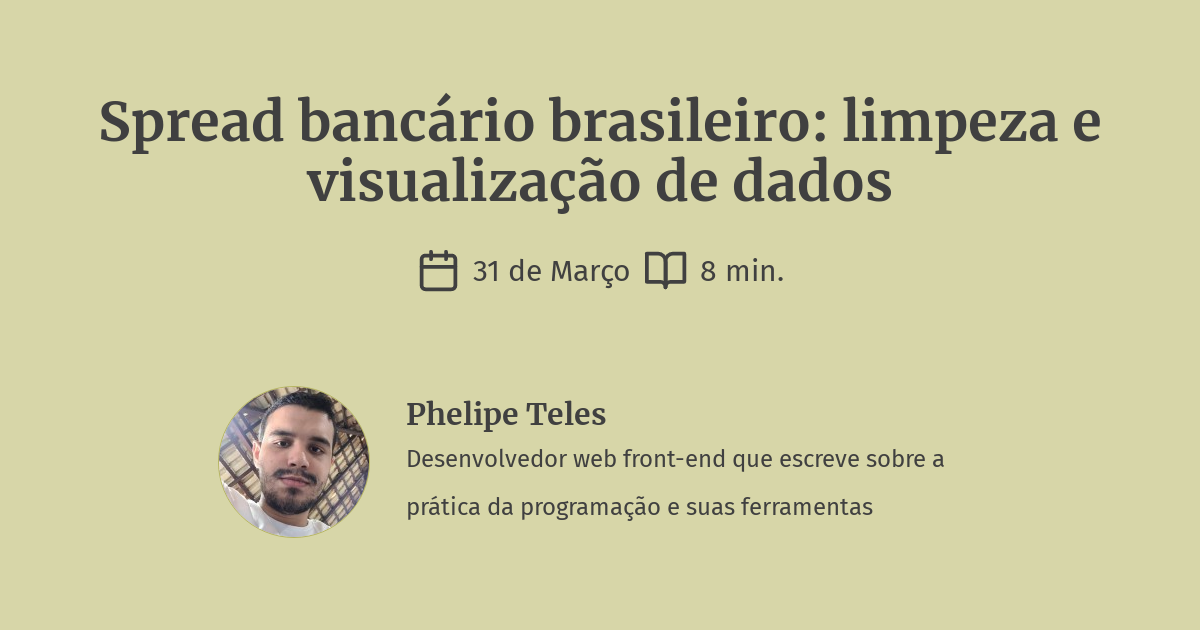 Spread bancário brasileiro: limpeza e
visualização de dados
31 de Março 8 min.
Phelipe Teles
Desenvolvedor web front-end que escreve sobre a
prática da programação e suas ferramentas